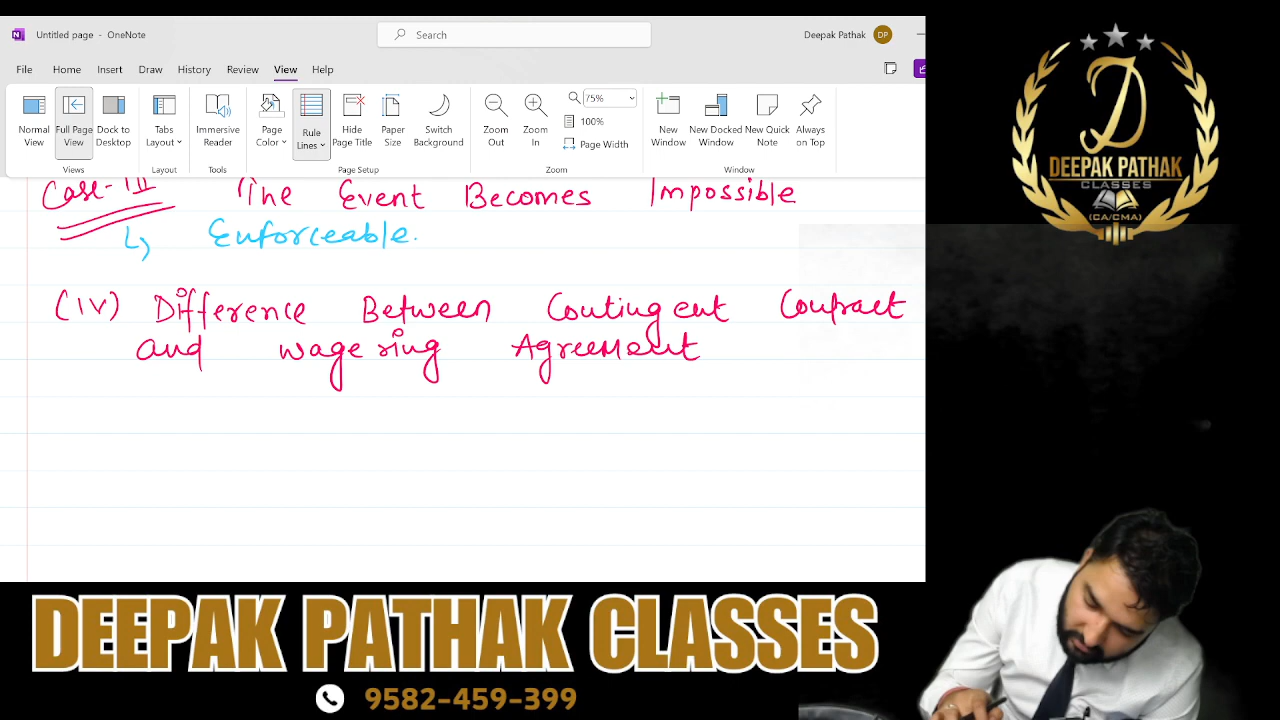 Untitled page - OneNote
Search
Deepak Pathak DP
File Home Insert Draw History Review View Help
Normal View
Full Page View
Dock to Desktop
Tabs Layout
Immersive Reader
Page Color
Rule Lines
Hide Page Title
Paper Size
Switch Background
Zoom Out
Zoom In
75%
100%
Page Width
New Window
New Docked Window
New Quick Note
Always on Top
Views Layout Tools Page Setup Zoom Window
Case-III The Event Becomes Impossible
Enforceable.
(IV) Difference Between Contingent Contract
and wagering Agreement
D
DEEPAK PATHAK
CLASSES
(CA/CMA)
DEEPAK PATHAK CLASSES
9582-459-399